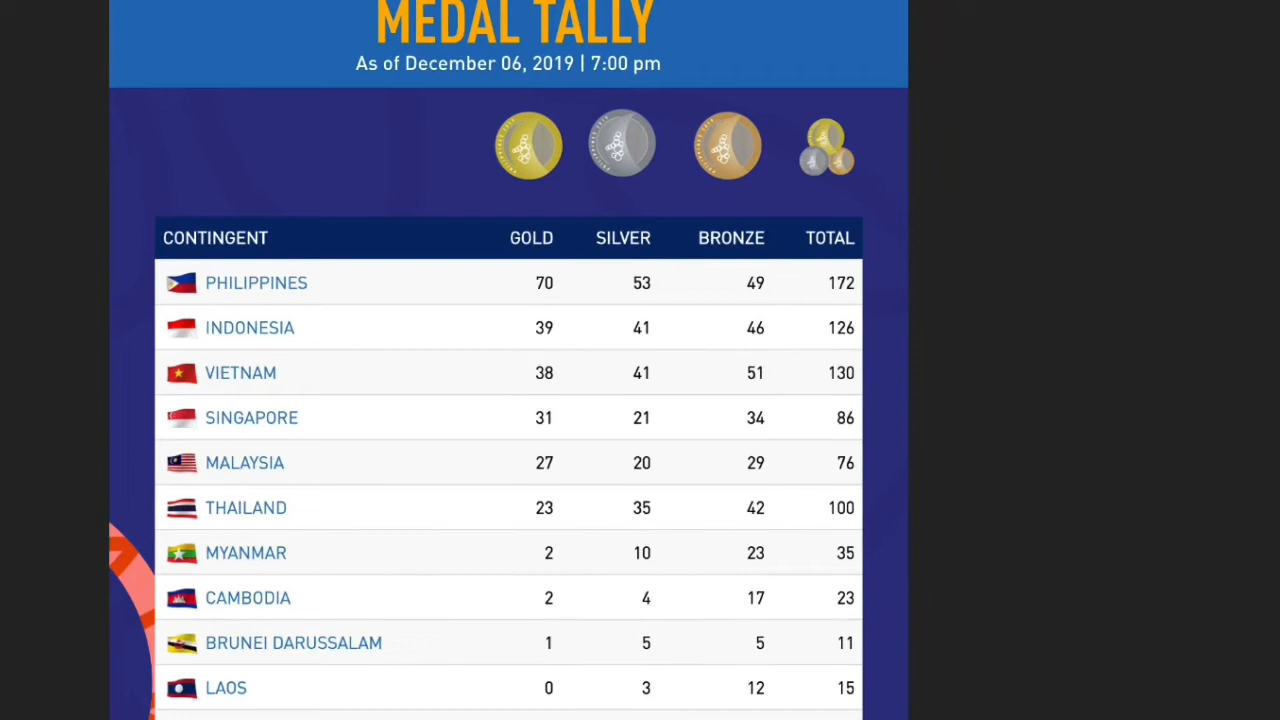 MEDAL TALLY
As of December 06, 2019 | 7:00 pm
CONTINGENT GOLD SILVER BRONZE TOTAL
PHILIPPINES 70 53 49 172
INDONESIA 39 41 46 126
VIETNAM 38 41 51 130
SINGAPORE 31 21 34 86
MALAYSIA 27 20 29 76
THAILAND 23 35 42 100
MYANMAR 2 10 23 35
CAMBODIA 2 4 17 23
BRUNEI DARUSSALAM 1 5 5 11
LAOS 0 3 12 15